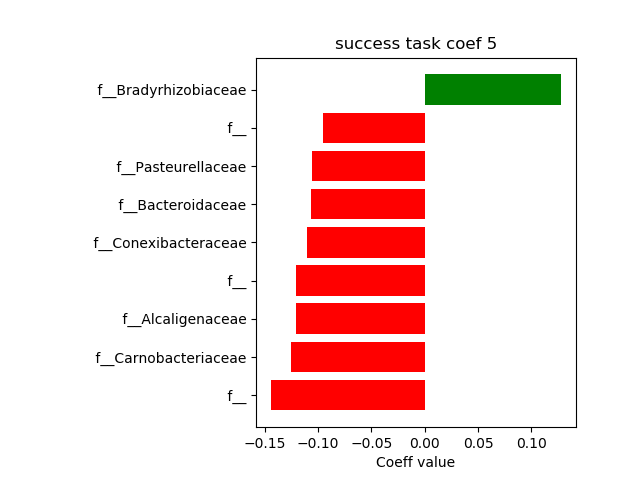 success task coef 5
f__Bradyrhizobiaceae
f__
f__Pasteurellaceae
f__Bacteroidaceae
f__Conexibacteraceae
f__
f__Alcaligenaceae
f__Carnobacteriaceae
f__
−0.15 −0.10 −0.05 0.00 0.05 0.10
Coeff value